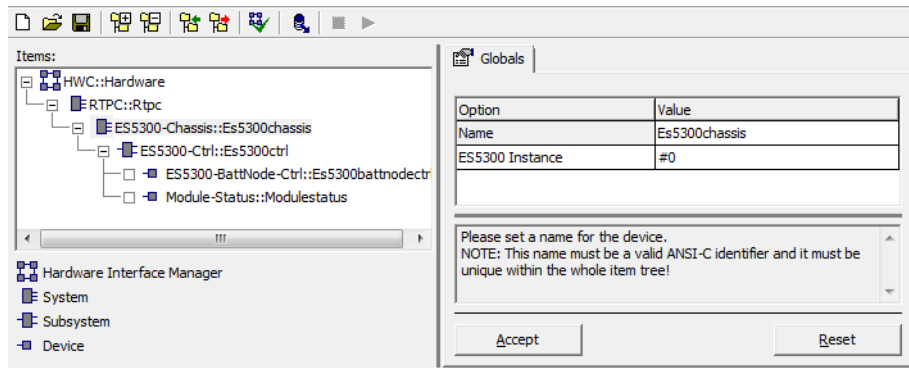 Items:
HWC::Hardware
RTPC::Rtpc
ES5300-Chassis::Es5300chassis
ES5300-Ctrl::Es5300ctrl
ES5300-BattNode-Ctrl::Es5300battnodectr
Module-Status::Modulestatus
Hardware Interface Manager
System
Subsystem
Device
Globals
Option Value
Name Es5300chassis
ES5300 Instance #0
Please set a name for the device.
NOTE: This name must be a valid ANSI-C identifier and it must be
unique within the whole item tree!
Accept Reset